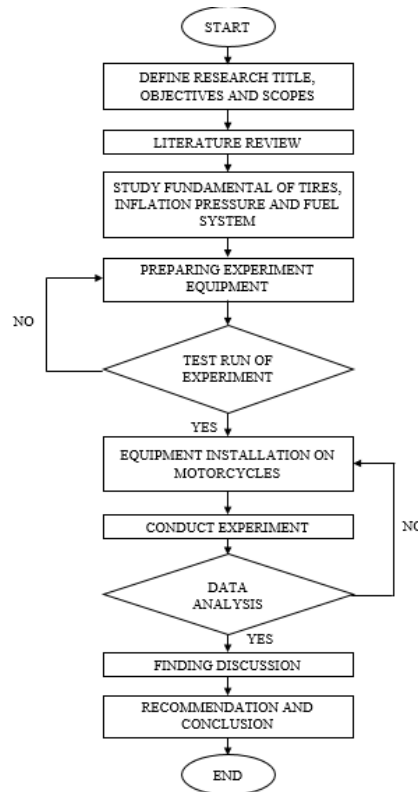 START
DEFINE RESEARCH TITLE,
OBJECTIVES AND SCOPES
LITERATURE REVIEW
STUDY FUNDAMENTAL OF TIRES,
INFLATION PRESSURE AND FUEL
SYSTEM
PREPARING EXPERIMENT
EQUIPMENT
NO
TEST RUN OF
EXPERIMENT
YES
EQUIPMENT INSTALLATION ON
MOTORCYCLES
CONDUCT EXPERIMENT
NO
DATA
ANALYSIS
YES
FINDING DISCUSSION
RECOMMENDATION AND
CONCLUSION
END